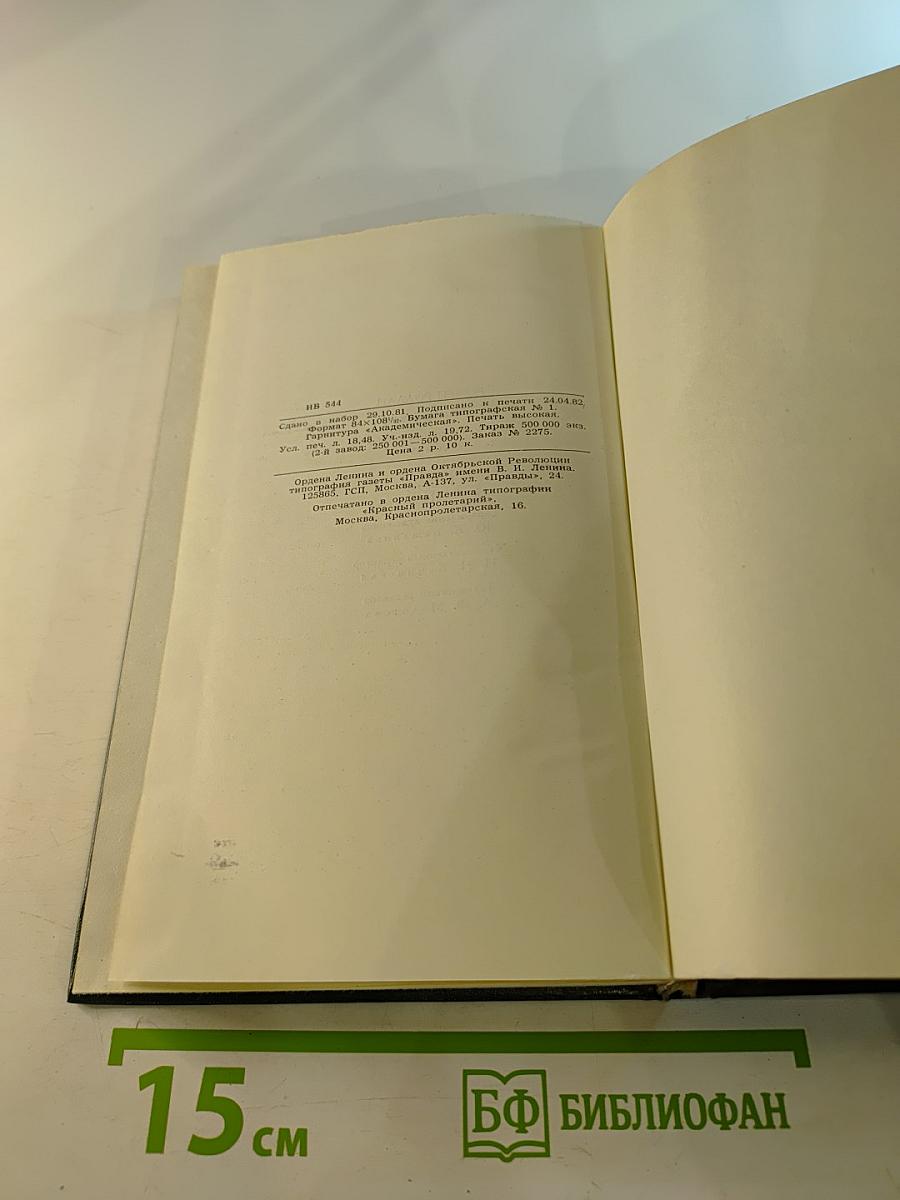 ИВ 544
Сдано в набор 29.10.81. Подписано к печати 24.04.82.
Формат 84×108¹/₃₂. Бумага типографская № 1.
Гарнитура «Академическая». Печать высокая.
Усл. печ. л. 18,48. Уч.-изд. л. 19,72. Тираж 500 000 экз.
(2-й завод: 250 001—500 000). Заказ № 2275.
Цена 2 р. 10 к.
Ордена Ленина и ордена Октябрьской Революции
типография газеты «Правда» имени В. И. Ленина.
125865, ГСП, Москва, А-137, ул. «Правды», 24.
Отпечатано в ордена Ленина типографии
«Красный пролетарий».
Москва, Краснопролетарская, 16.
15 см
БФ БИБЛИОФАН